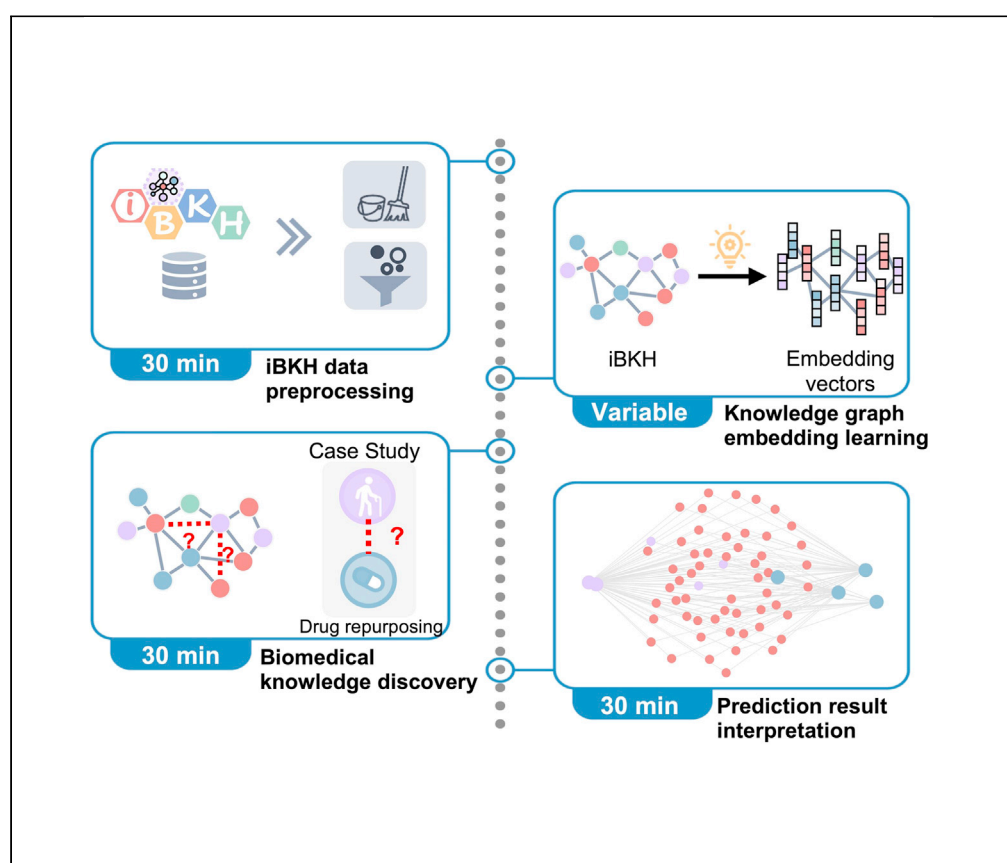 iBKH
30 min
iBKH data
preprocessing
iBKH
Embedding
vectors
Variable
Knowledge graph
embedding learning
Case Study
?
?
?
Drug repurposing
30 min
Biomedical
knowledge discovery
30 min
Prediction result
interpretation